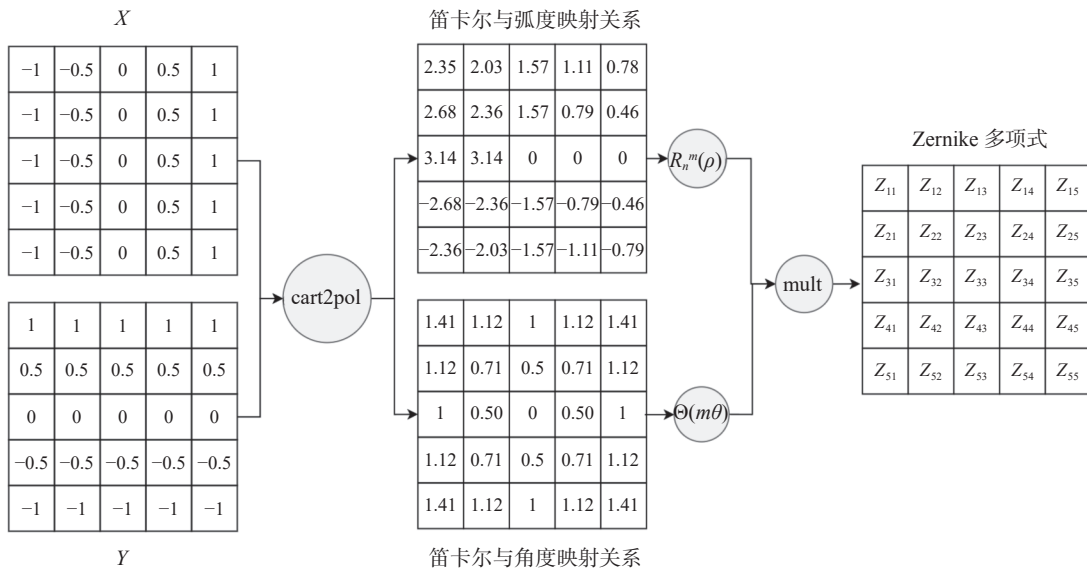 X
−1 −0.5 0 0.5 1
−1 −0.5 0 0.5 1
−1 −0.5 0 0.5 1
−1 −0.5 0 0.5 1
−1 −0.5 0 0.5 1
1 1 1 1 1
0.5 0.5 0.5 0.5 0.5
0 0 0 0 0
−0.5 −0.5 −0.5 −0.5 −0.5
−1 −1 −1 −1 −1
Y
cart2pol
笛卡尔与弧度映射关系
2.35 2.03 1.57 1.11 0.78
2.68 2.36 1.57 0.79 0.46
3.14 3.14 0 0 0
−2.68 −2.36 −1.57 −0.79 −0.46
−2.36 −2.03 −1.57 −1.11 −0.79
1.41 1.12 1 1.12 1.41
1.12 0.71 0.5 0.71 1.12
1 0.50 0 0.50 1
1.12 0.71 0.5 0.71 1.12
1.41 1.12 1 1.12 1.41
笛卡尔与角度映射关系
Rₙᵐ(ρ)
Θ(mθ)
mult
Zernike 多项式
Z₁₁ Z₁₂ Z₁₃ Z₁₄ Z₁₅
Z₂₁ Z₂₂ Z₂₃ Z₂₄ Z₂₅
Z₃₁ Z₃₂ Z₃₃ Z₃₄ Z₃₅
Z₄₁ Z₄₂ Z₄₃ Z₄₄ Z₄₅
Z₅₁ Z₅₂ Z₅₃ Z₅₄ Z₅₅